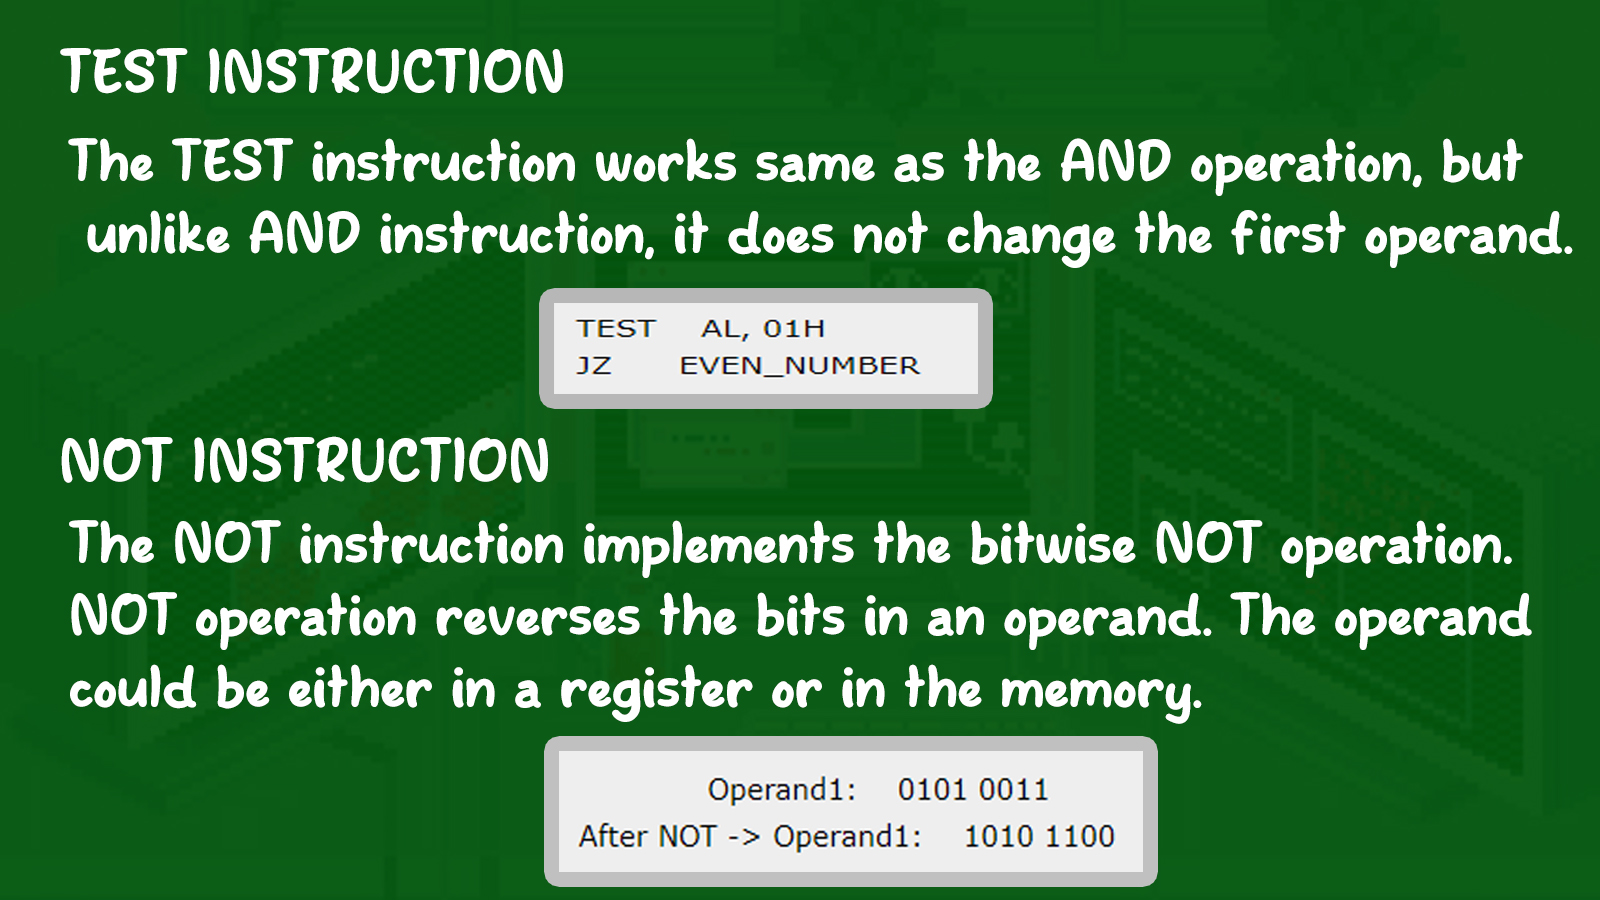 TEST INSTRUCTION
The TEST instruction works same as the AND operation, but
unlike AND instruction, it does not change the first operand.
TEST AL, 01H
JZ EVEN_NUMBER
NOT INSTRUCTION
The NOT instruction implements the bitwise NOT operation.
NOT operation reverses the bits in an operand. The operand
could be either in a register or in the memory.
Operand1: 0101 0011
After NOT -> Operand1: 1010 1100